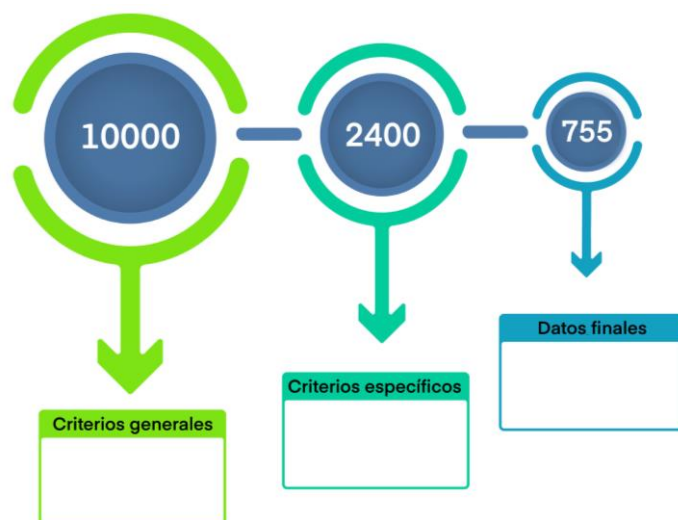 10000
2400
755
Datos finales
Criterios específicos
Criterios generales